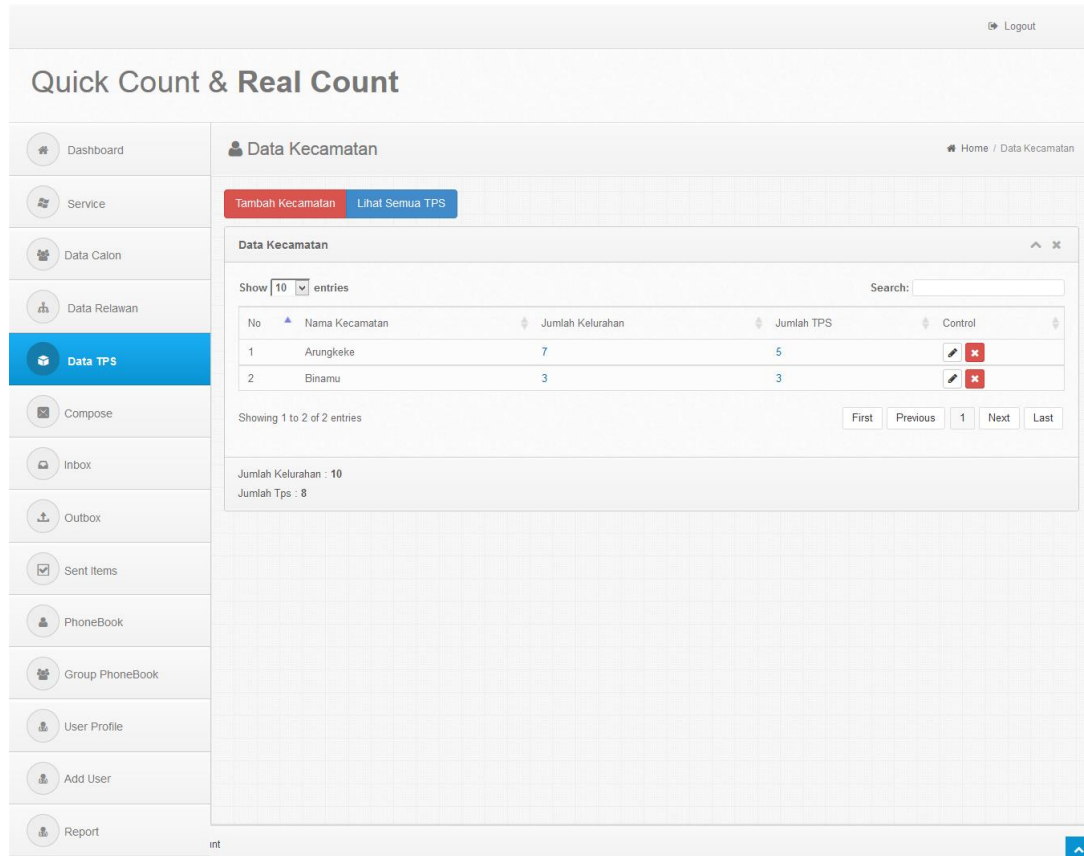 Logout
Quick Count & Real Count
Dashboard
Service
Data Calon
Data Relawan
Data TPS
Compose
Inbox
Outbox
Sent Items
PhoneBook
Group PhoneBook
User Profile
Add User
Report
Data Kecamatan
Home / Data Kecamatan
Tambah Kecamatan Lihat Semua TPS
Data Kecamatan
Show 10 entries Search:
No Nama Kecamatan Jumlah Kelurahan Jumlah TPS Control
1 Arungkeke 7 5
2 Binamu 3 3
Showing 1 to 2 of 2 entries First Previous 1 Next Last
Jumlah Kelurahan : 10
Jumlah Tps : 8